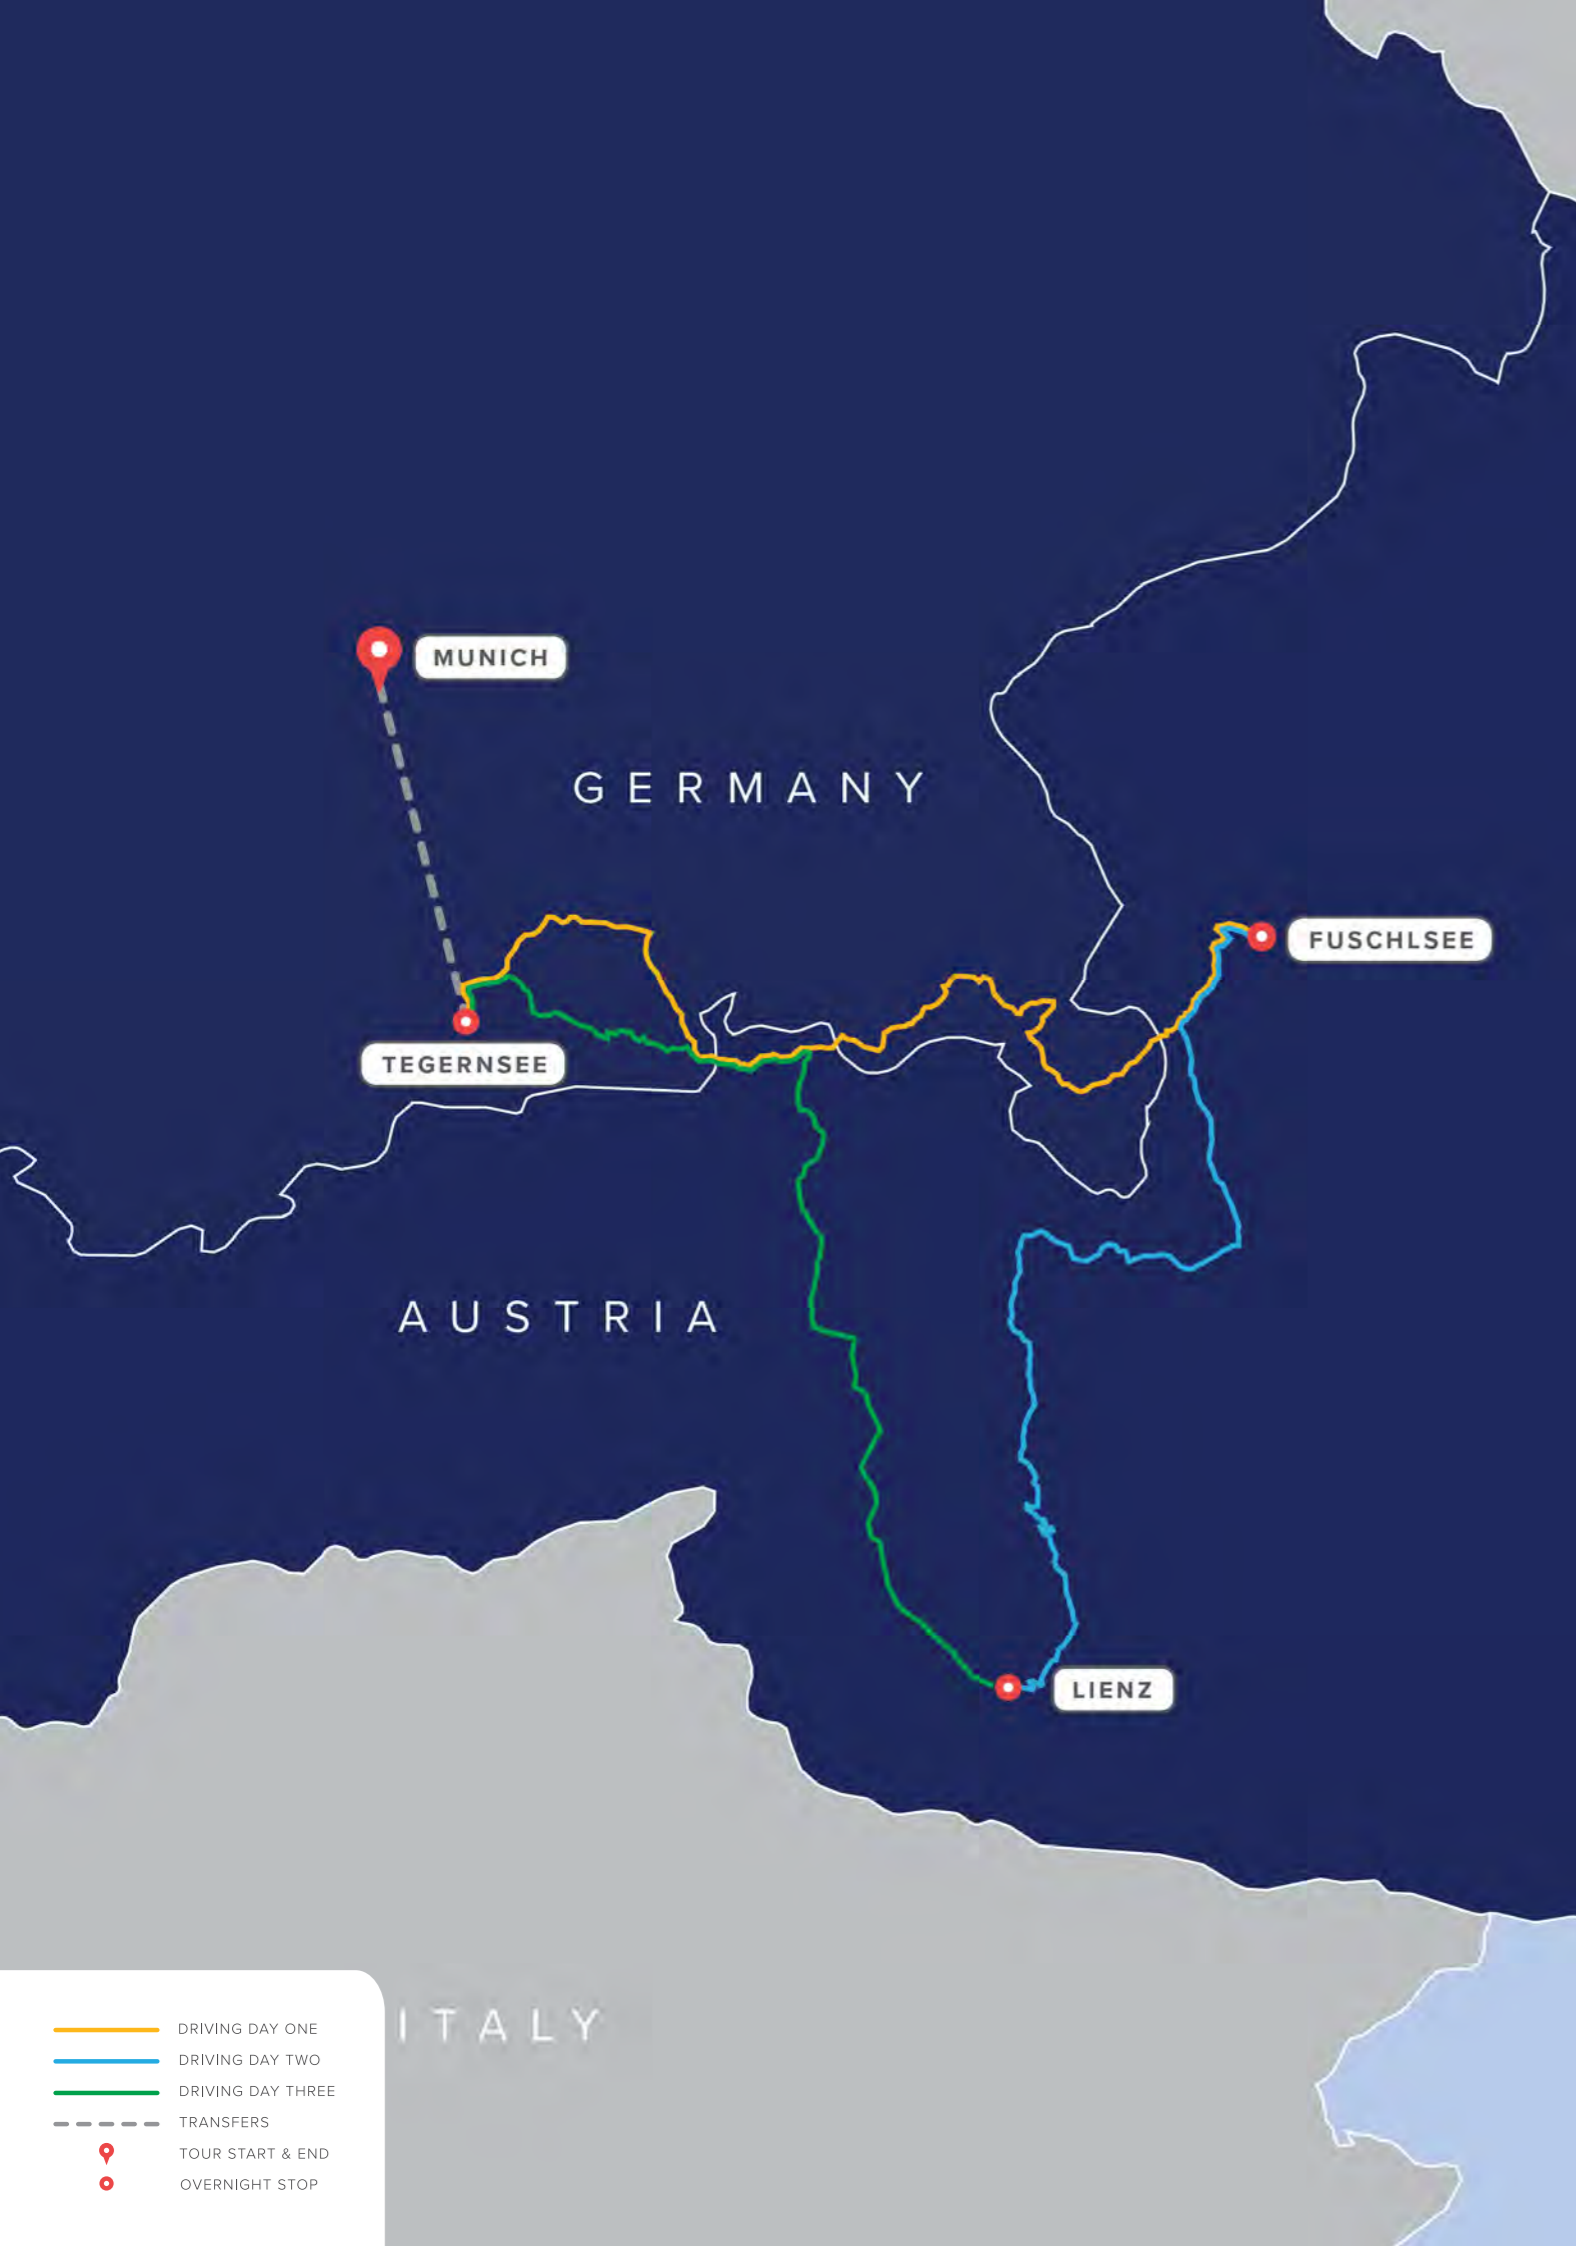 MUNICH
GERMANY
FUSCHLSEE
TEGERNSEE
AUSTRIA
LIENZ
ITALY
DRIVING DAY ONE
DRIVING DAY TWO
DRIVING DAY THREE
TRANSFERS
TOUR START & END
OVERNIGHT STOP